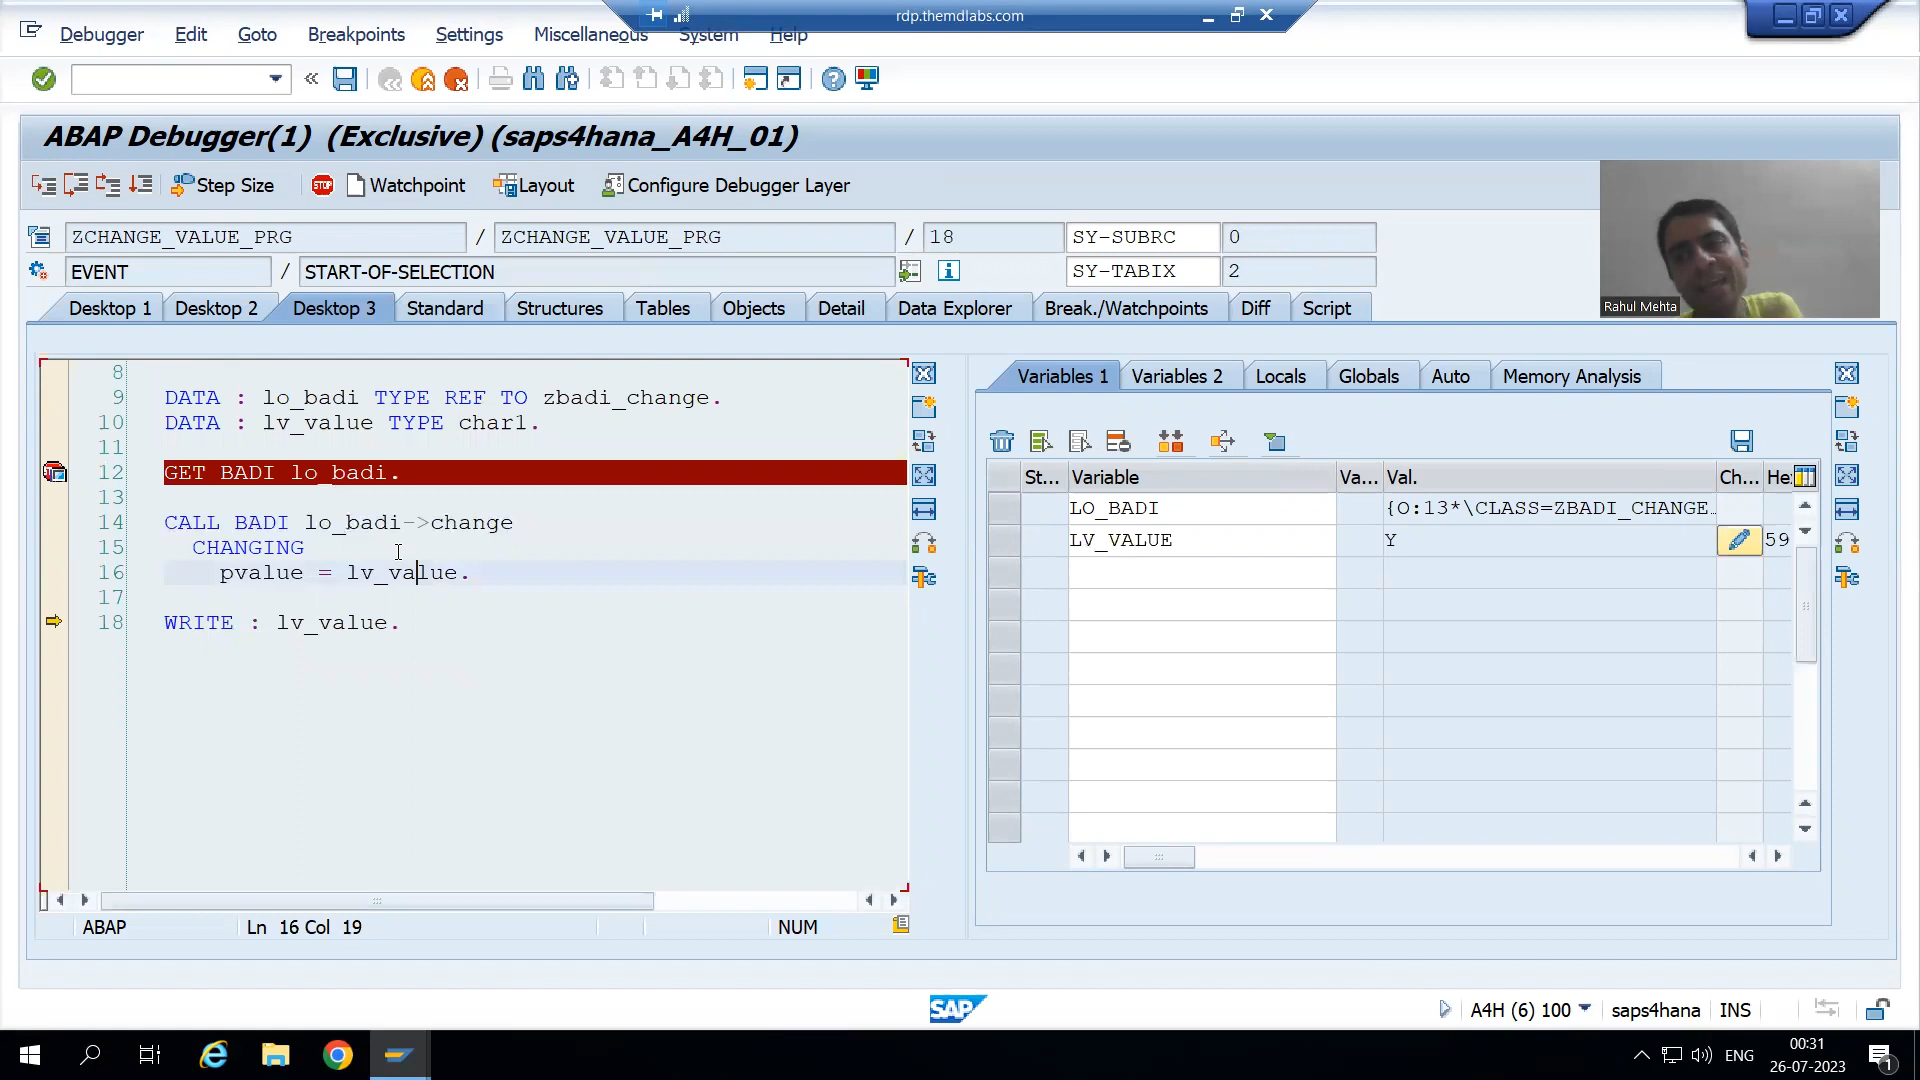 rdp.themdlabs.com
Debugger Edit Goto Breakpoints Settings Miscellaneous System Help
ABAP Debugger(1) (Exclusive) (saps4hana_A4H_01)
Step Size STOP Watchpoint Layout Configure Debugger Layer
ZCHANGE_VALUE_PRG / ZCHANGE_VALUE_PRG / 18 SY-SUBRC 0
EVENT / START-OF-SELECTION SY-TABIX 2
Rahul Mehta
Desktop 1 Desktop 2 Desktop 3 Standard Structures Tables Objects Detail Data Explorer Break./Watchpoints Diff Script
8
9 DATA : lo_badi TYPE REF TO zbadi_change.
10 DATA : lv_value TYPE char1.
11
12 GET BADI lo_badi.
13
14 CALL BADI lo_badi->change
15 CHANGING
16 pvalue = lv_value.
17
18 WRITE : lv_value.
ABAP Ln 16 Col 19 NUM
Variables 1 Variables 2 Locals Globals Auto Memory Analysis
St... Variable Va... Val. Ch... Hex
LO_BADI {O:13*\CLASS=ZBADI_CHANGE...
LV_VALUE Y 59
SAP A4H (6) 100 saps4hana INS
ENG 00:31
26-07-2023
1